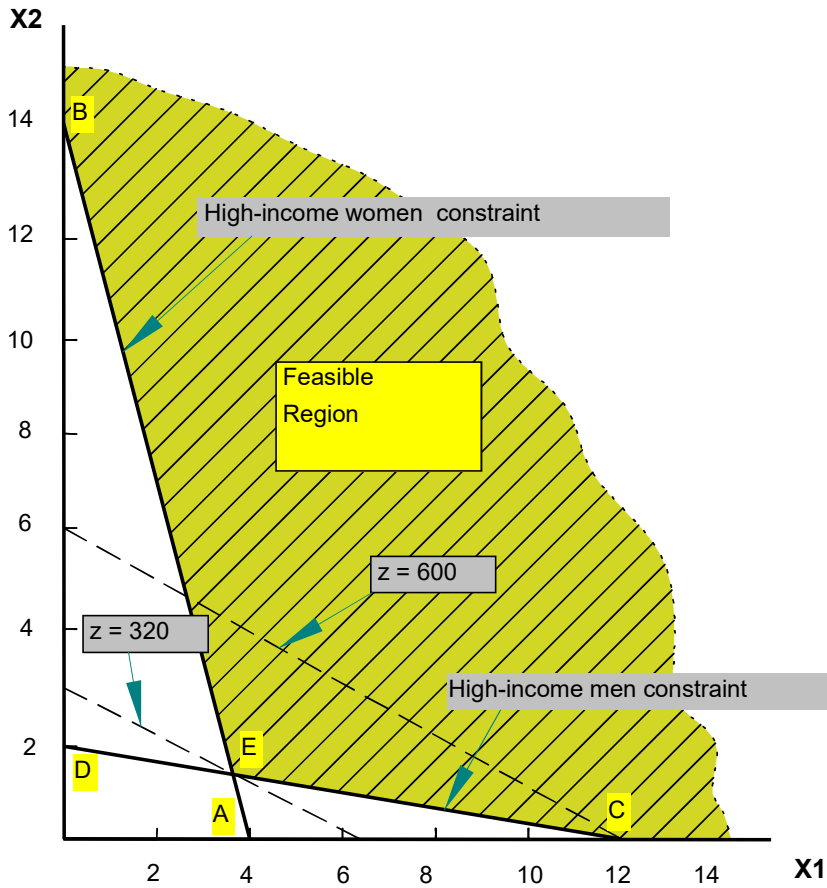 X2
B
14
High-income women constraint
12
10
Feasible
Region
8
6
z = 600
4
z = 320
High-income men constraint
E
2
D
C
A
2 4 6 8 10 12 14 X1